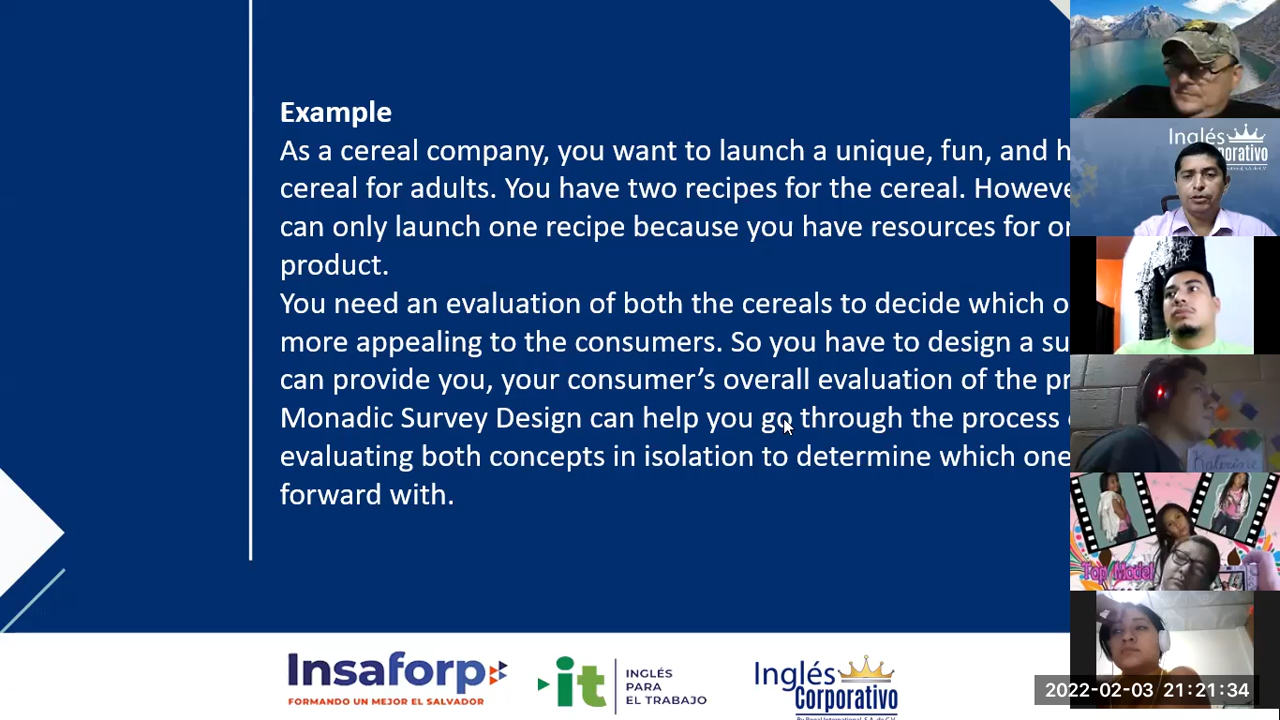 Example
As a cereal company, you want to launch a unique, fun, and h
cereal for adults. You have two recipes for the cereal. Howeve
can only launch one recipe because you have resources for o
product.
You need an evaluation of both the cereals to decide which o
more appealing to the consumers. So you have to design a su
can provide you, your consumer’s overall evaluation of the pr
Monadic Survey Design can help you go through the process
evaluating both concepts in isolation to determine which one
forward with.
Inglés
porativo
Katerine
Top Model
Insaforp
FORMANDO UN MEJOR EL SALVADOR
it
INGLÉS
PARA
EL TRABAJO
Inglés
Corporativo
2022-02-03 21:21:34